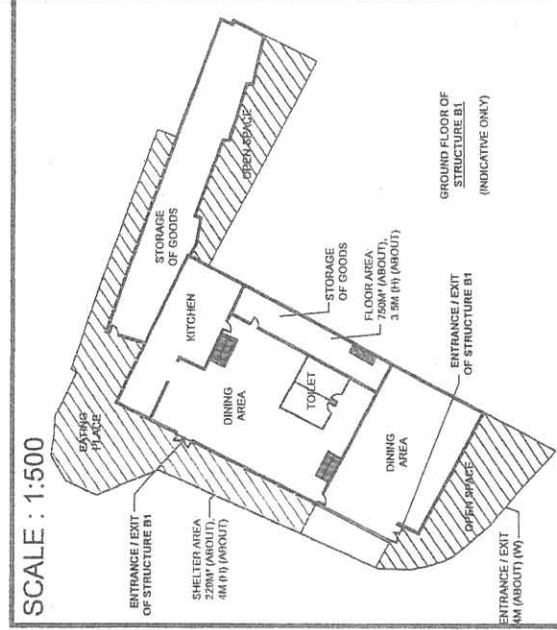 SCALE : 1:500
EATING
PLACE
STORAGE
OF GOODS
OPEN SPACE
KITCHEN
GROUND FLOOR OF
STRUCTURE B1
(INDICATIVE ONLY)
ENTRANCE / EXIT
OF STRUCTURE B1
DINING
AREA
STORAGE
OF GOODS
SHELTER AREA
220M² (ABOUT),
4M (H) (ABOUT)
TOILET
FLOOR AREA
750M² (ABOUT),
3.5M (H) (ABOUT)
DINING
AREA
ENTRANCE / EXIT
OF STRUCTURE B1
OPEN SPACE
ENTRANCE / EXIT
4M (ABOUT) (W)